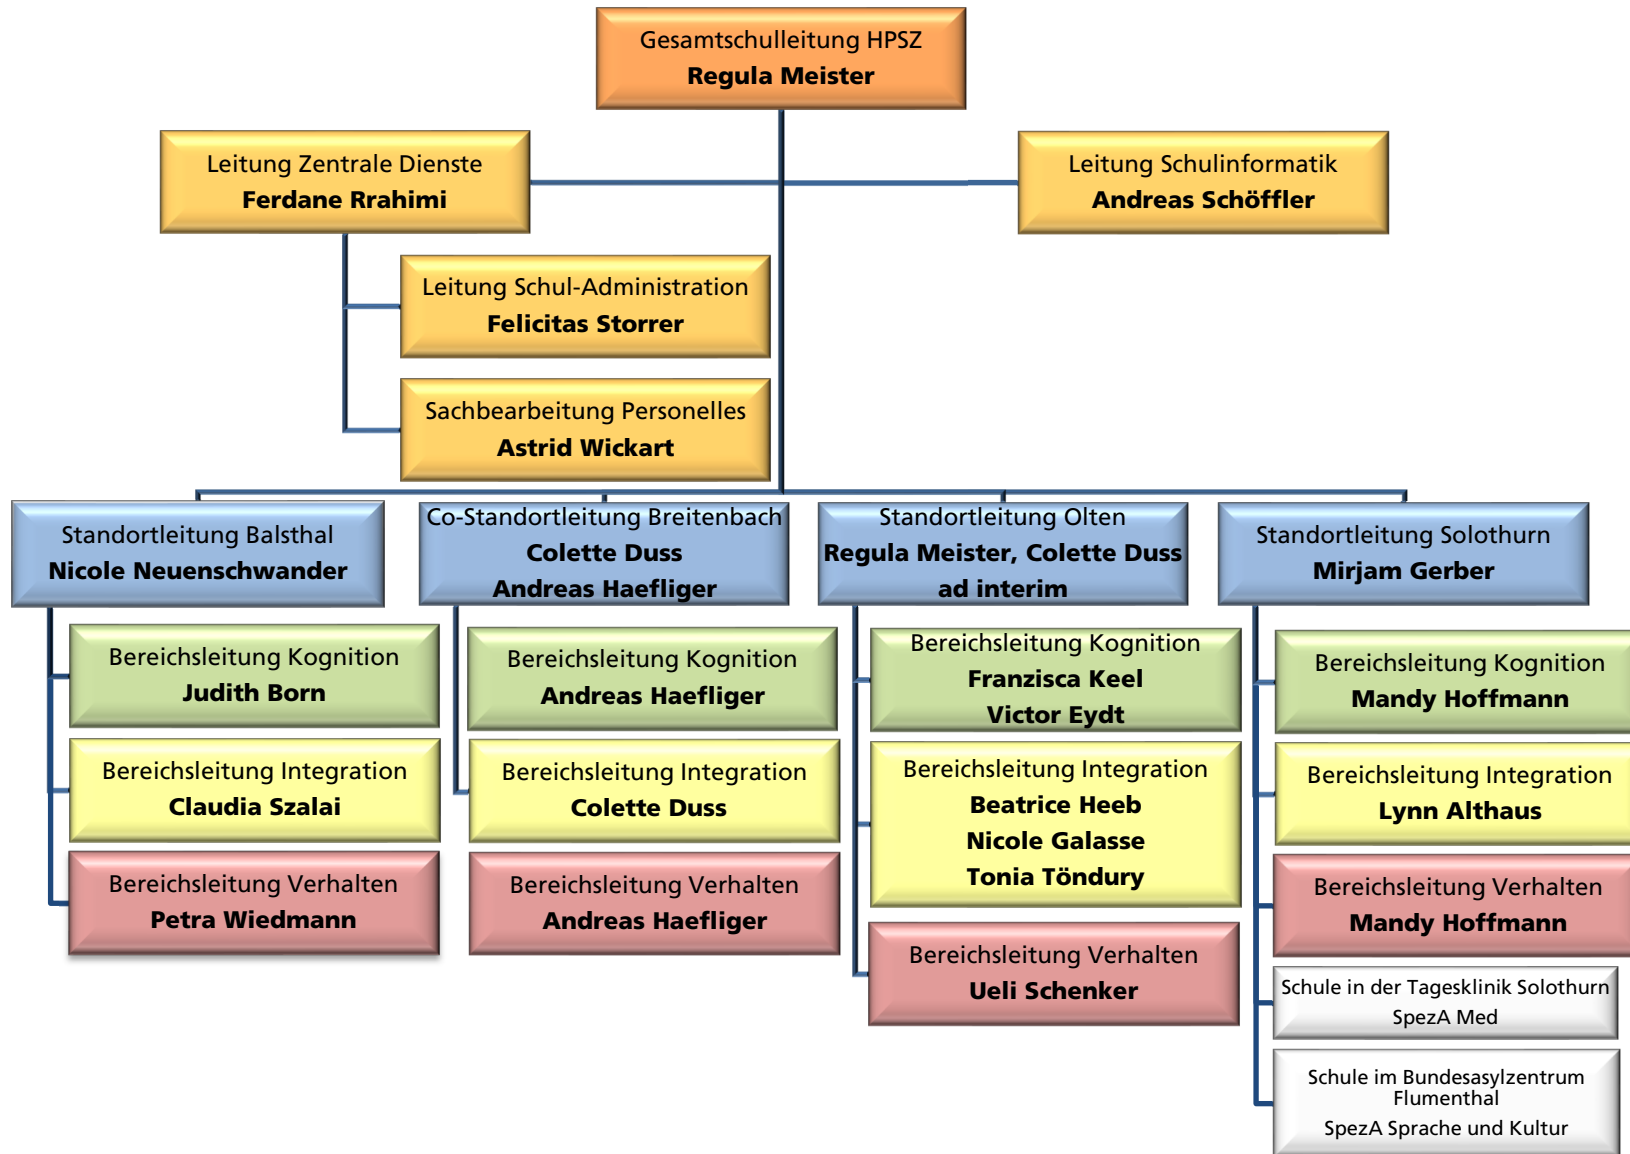 Gesamtschulleitung HPSZ
Regula Meister
Leitung Zentrale Dienste
Ferdane Rrahimi
Leitung Schulinformatik
Andreas Schöffler
Leitung Schul-Administration
Felicitas Storrer
Sachbearbeitung Personelles
Astrid Wickart
Standortleitung Balsthal
Nicole Neuenschwander
Bereichsleitung Kognition
Judith Born
Bereichsleitung Integration
Claudia Szalai
Bereichsleitung Verhalten
Petra Wiedmann
Co-Standortleitung Breitenbach
Colette Duss
Andreas Haefliger
Bereichsleitung Kognition
Andreas Haefliger
Bereichsleitung Integration
Colette Duss
Bereichsleitung Verhalten
Andreas Haefliger
Standortleitung Olten
Regula Meister, Colette Duss
ad interim
Bereichsleitung Kognition
Franzisca Keel
Victor Eydt
Bereichsleitung Integration
Beatrice Heeb
Nicole Galasse
Tonia Töndury
Bereichsleitung Verhalten
Ueli Schenker
Standortleitung Solothurn
Mirjam Gerber
Bereichsleitung Kognition
Mandy Hoffmann
Bereichsleitung Integration
Lynn Althaus
Bereichsleitung Verhalten
Mandy Hoffmann
Schule in der Tagesklinik Solothurn
SpezA Med
Schule im Bundesasylzentrum
Flumenthal
SpezA Sprache und Kultur